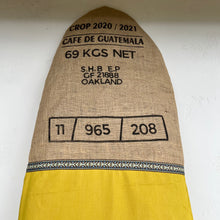 CROP 2020 / 2021
CAFE DE GUATEMALA
69 KGS NET
S.H.B E.P
GF 21888
OAKLAND
11 965 208